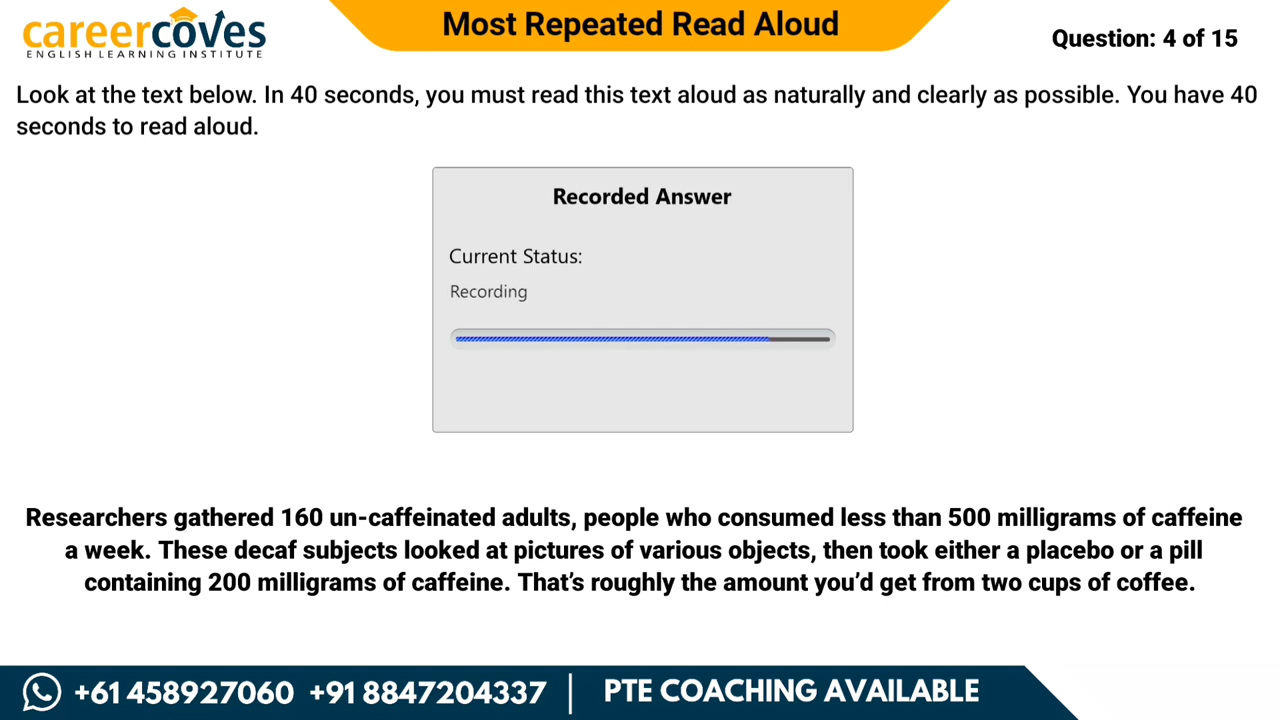 careercoves
ENGLISH LEARNING INSTITUTE
Most Repeated Read Aloud
Question: 4 of 15
Look at the text below. In 40 seconds, you must read this text aloud as naturally and clearly as possible. You have 40
seconds to read aloud.
Recorded Answer
Current Status:
Recording
Researchers gathered 160 un-caffeinated adults, people who consumed less than 500 milligrams of caffeine
a week. These decaf subjects looked at pictures of various objects, then took either a placebo or a pill
containing 200 milligrams of caffeine. That’s roughly the amount you’d get from two cups of coffee.
+61 458927060 +91 8847204337 | PTE COACHING AVAILABLE